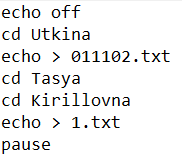 echo off
cd Utkina
echo > 011102.txt
cd Tasya
cd Kirillovna
echo > 1.txt
pause